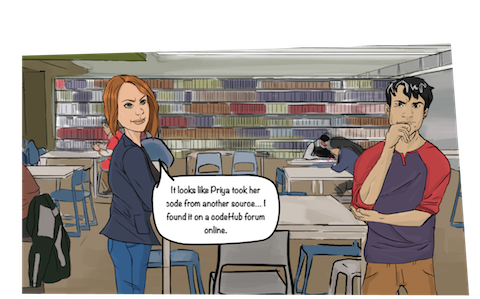 It looks like Priya took her
code from another source... I
found it on a codeHub forum
online.